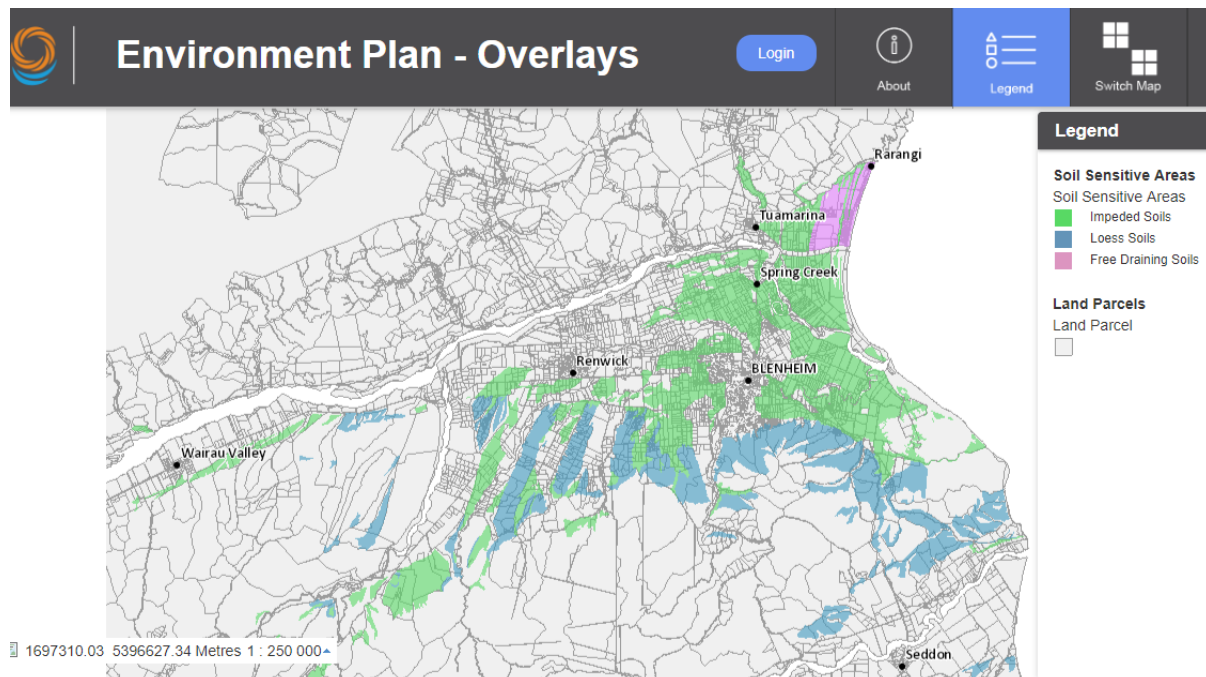 Environment Plan - Overlays
Login
About
Legend
Switch Map
Legend
Soil Sensitive Areas
Soil Sensitive Areas
Impeded Soils
Loess Soils
Free Draining Soils
Land Parcels
Land Parcel
Rarangi
Tuamarina
Spring Creek
Renwick
BLENHEIM
Wairau Valley
Seddon
1697310.03 5396627.34 Metres 1 : 250 000